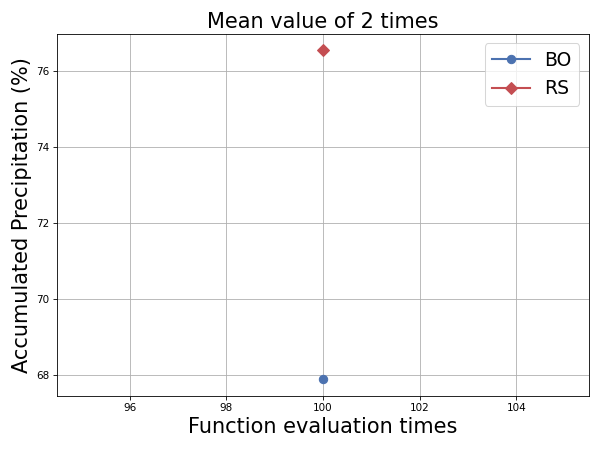 Mean value of 2 times
BO
RS
Accumulated Precipitation (%)
76
74
72
70
68
96
98
100
102
104
Function evaluation times